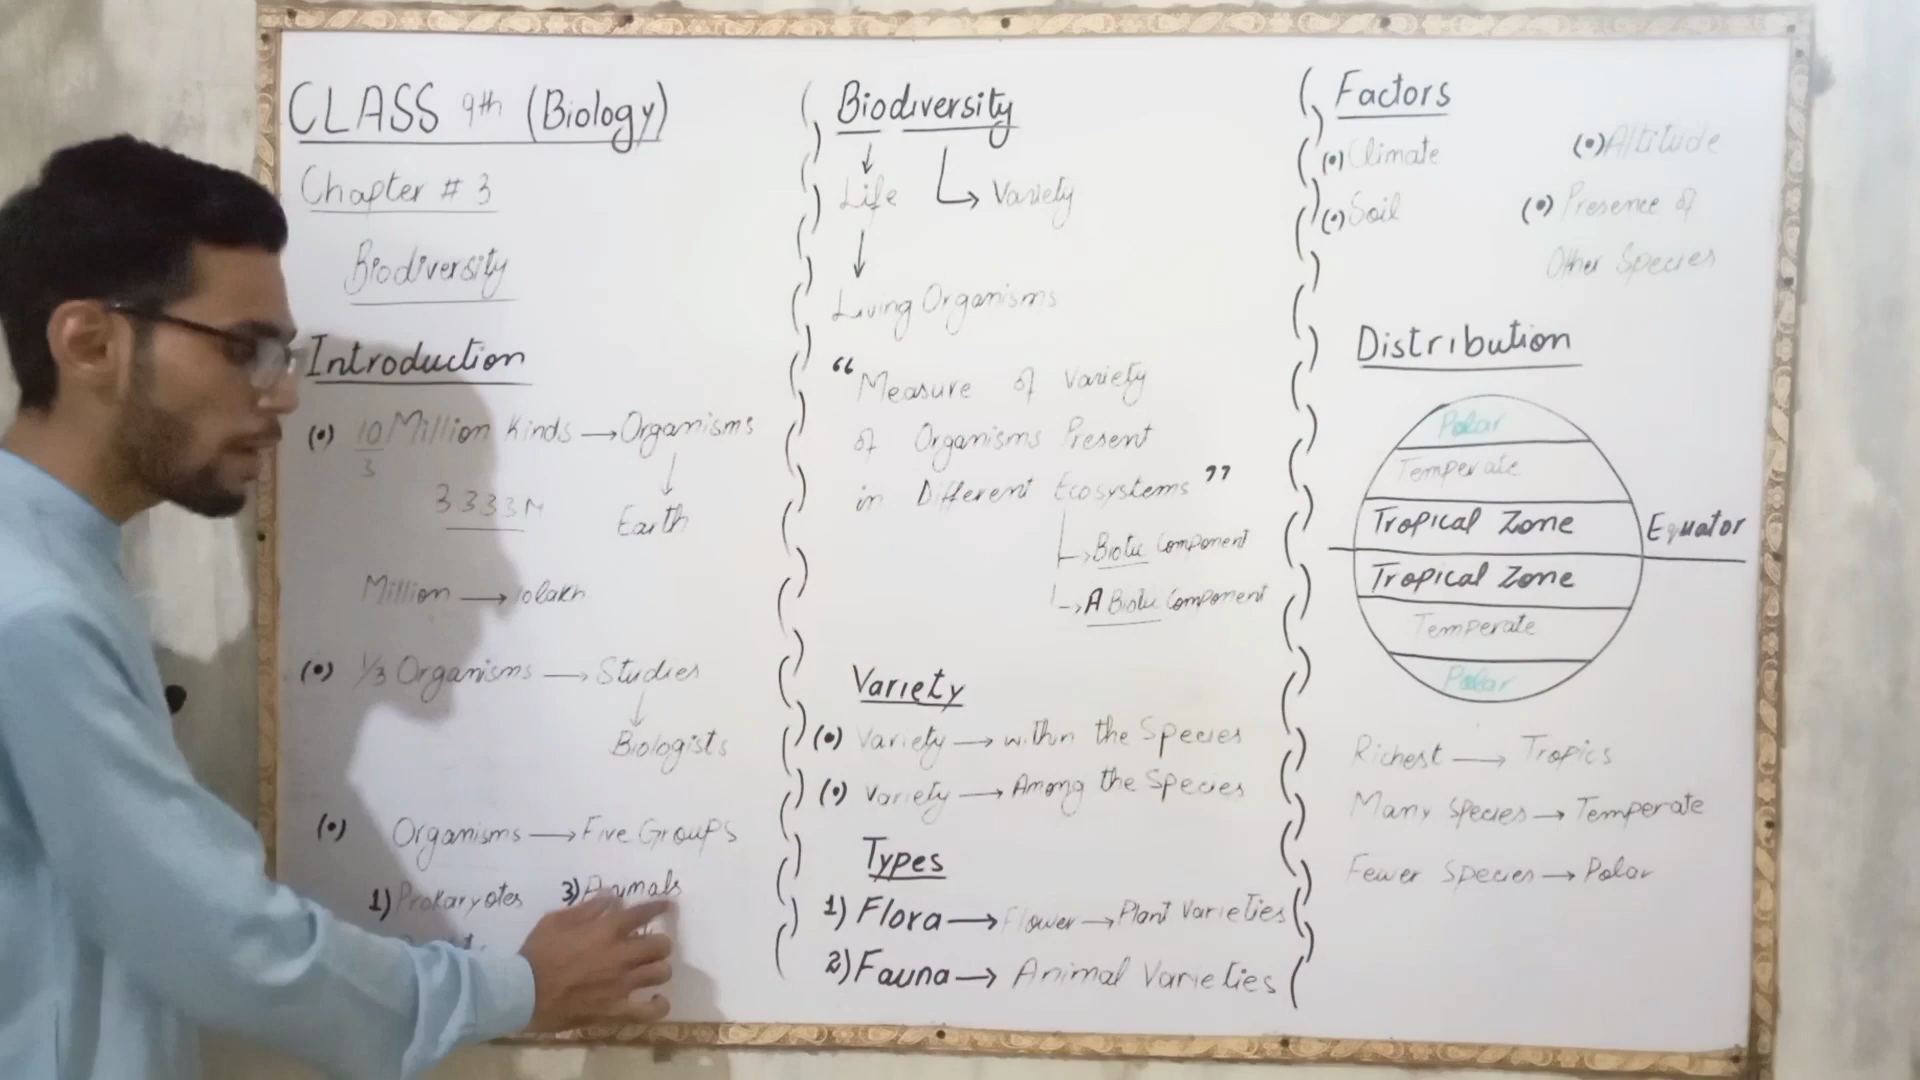 CLASS 9th (Biology)
Chapter # 3
Biodiversity
Introduction
(•) 10/3 Million Kinds → Organisms
3333M
Earth
Million → 10lakh
(•) 1/3 Organisms → Studies
Biologists
(•) Organisms → Five Groups
1) Prokaryotes 3) Animals
Biodiversity
Life → Variety
Living Organisms
“Measure of Variety
of Organisms Present
in Different Ecosystems”
→ Biotic Component
→ A Biotic Component
Variety
(•) Variety → within the Species
(•) Variety → Among the Species
Types
1) Flora → Flower → Plant Varieties
2) Fauna → Animal Varieties
Factors
(•) Climate (•) Altitude
(•) Soil (•) Presence of
Other Species
Distribution
Polar
Temperate
Tropical Zone
Equator
Tropical Zone
Temperate
Polar
Richest → Tropics
Many Species → Temperate
Fewer Species → Polar